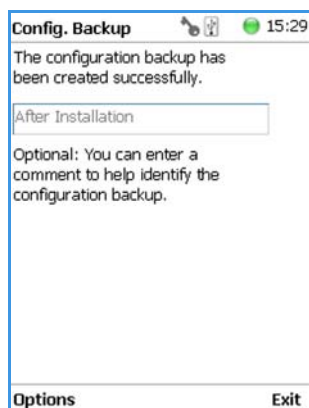 Config. Backup 15:29
The configuration backup has
been created successfully.
After Installation
Optional: You can enter a
comment to help identify the
configuration backup.
Options Exit